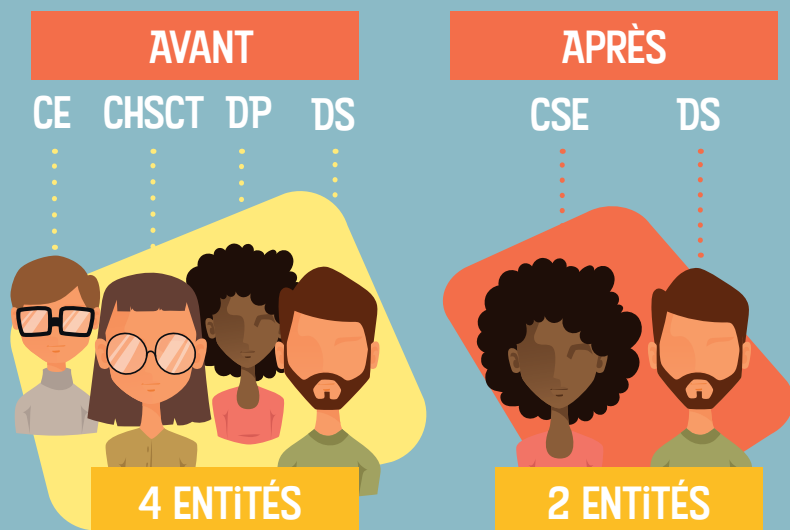 AVANT
CE CHSCT DP DS
4 ENTiTÉS
APRÈS
CSE DS
2 ENTiTÉS